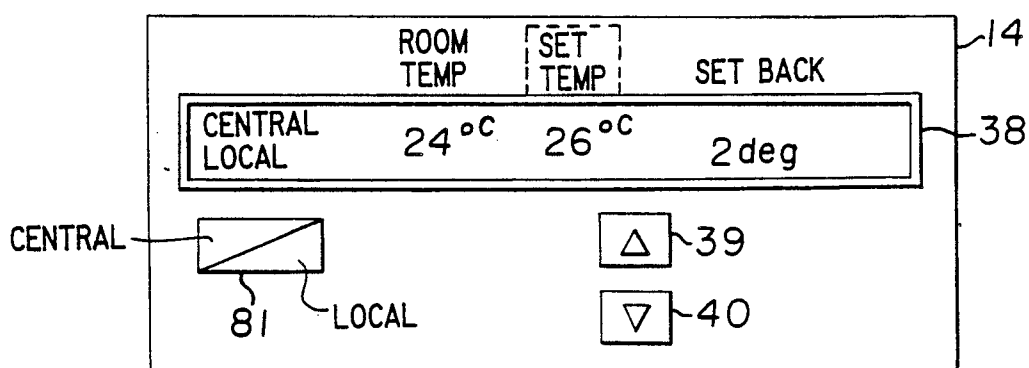 ROOM TEMP
SET TEMP
SET BACK
14
CENTRAL
LOCAL
24°C
26°C
2deg
38
CENTRAL
81
LOCAL
△
39
▽
40